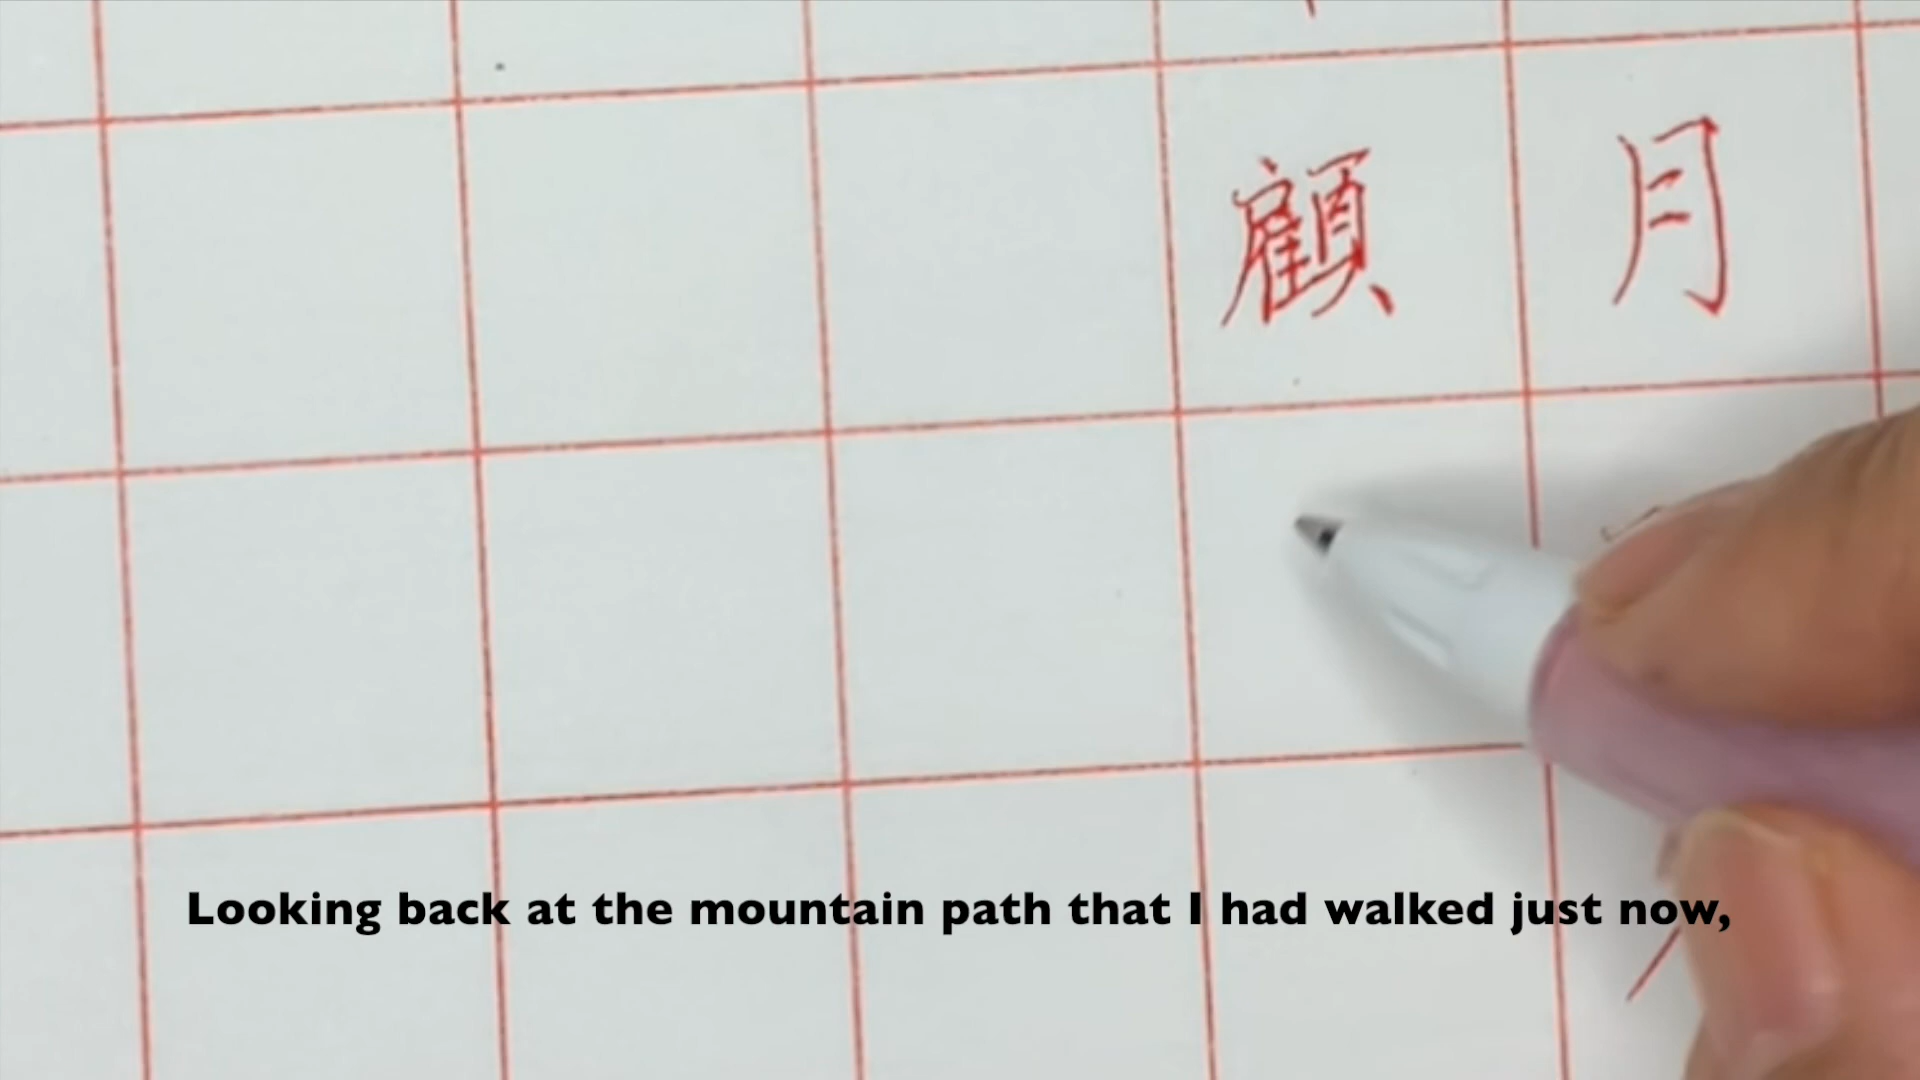 月
顧
Looking back at the mountain path that I had walked just now,